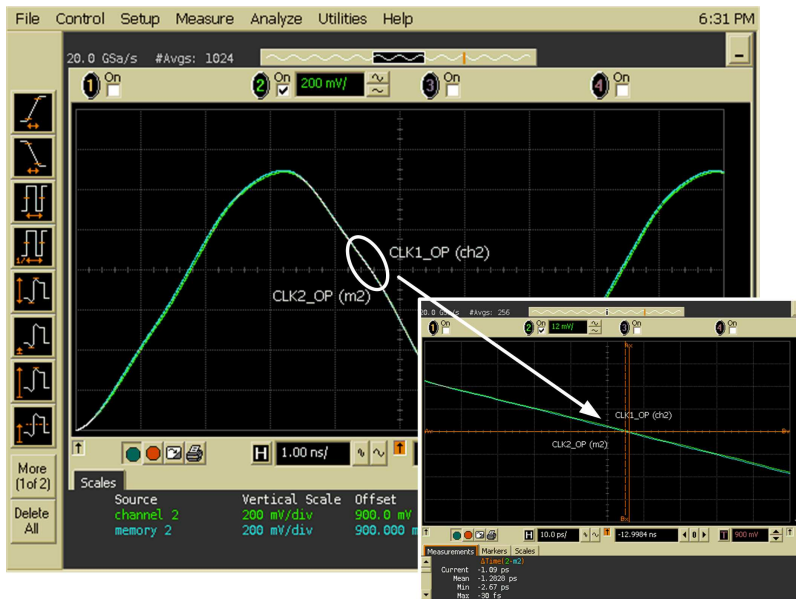 File Control Setup Measure Analyze Utilities Help 6:31 PM
20.0 GSa/s #Avgs: 1024
1 On 2 On 200 mV/ 3 On 4 On
CLK1_OP (ch2)
CLK2_OP (m2)
H 1.00 ns/
More
(1of 2)
Delete
All
Scales
Source Vertical Scale Offset
channel 2 200 mV/div 900.0 mV
memory 2 200 mV/div 900.000 m
20.0 GSa/s #Avgs: 256
1 On 2 On 12 mV/ 3 On 4 On
CLK1_OP (ch2)
CLK2_OP (m2)
H 10.0 ps/ -12.9984 ns 0 T 900 mV
Measurements Markers Scales
ΔTime(2-m2)
Current -1.09 ps
Mean -1.2828 ps
Min -2.67 ps
Max -30 fs